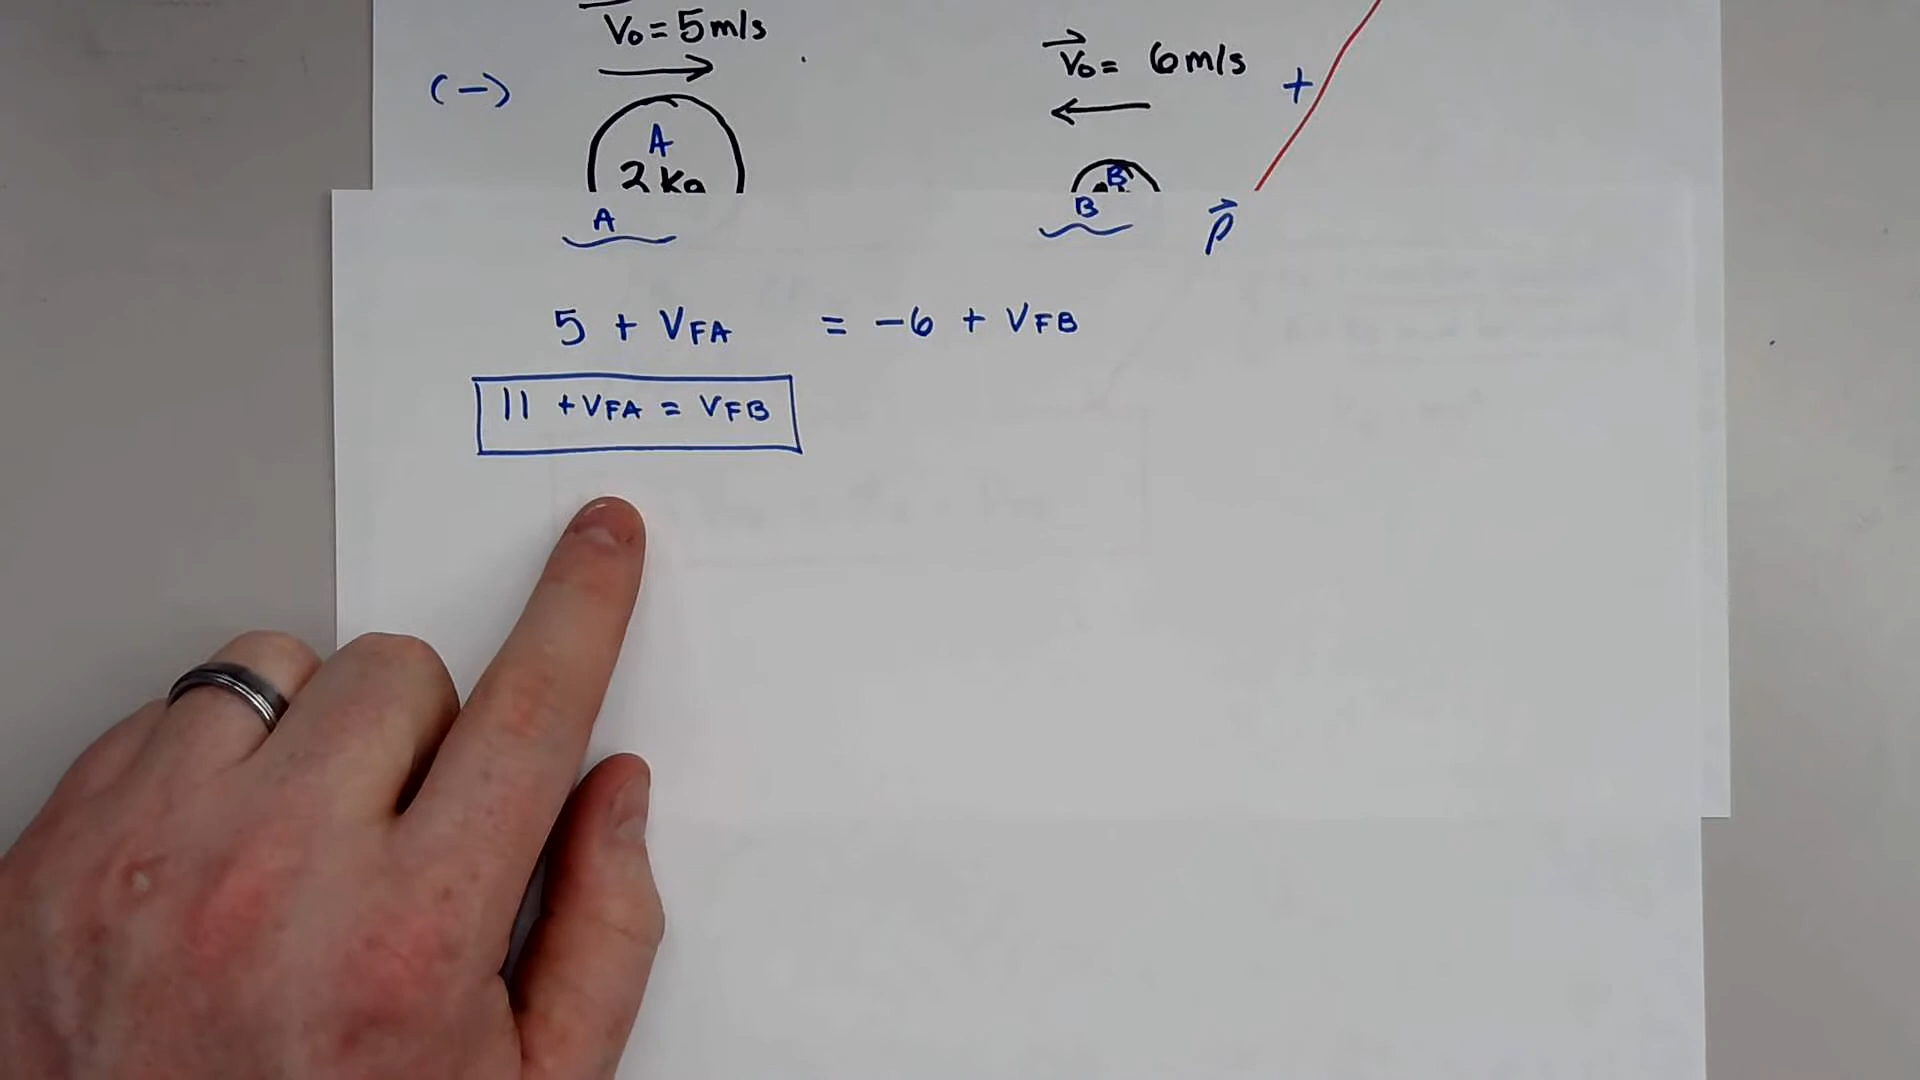 V₀ = 5 m/s
V₀ = 6 m/s
(-)
+
A
2 kg
B
A
B
p
5 + VFA = -6 + VFB
11 + VFA = VFB